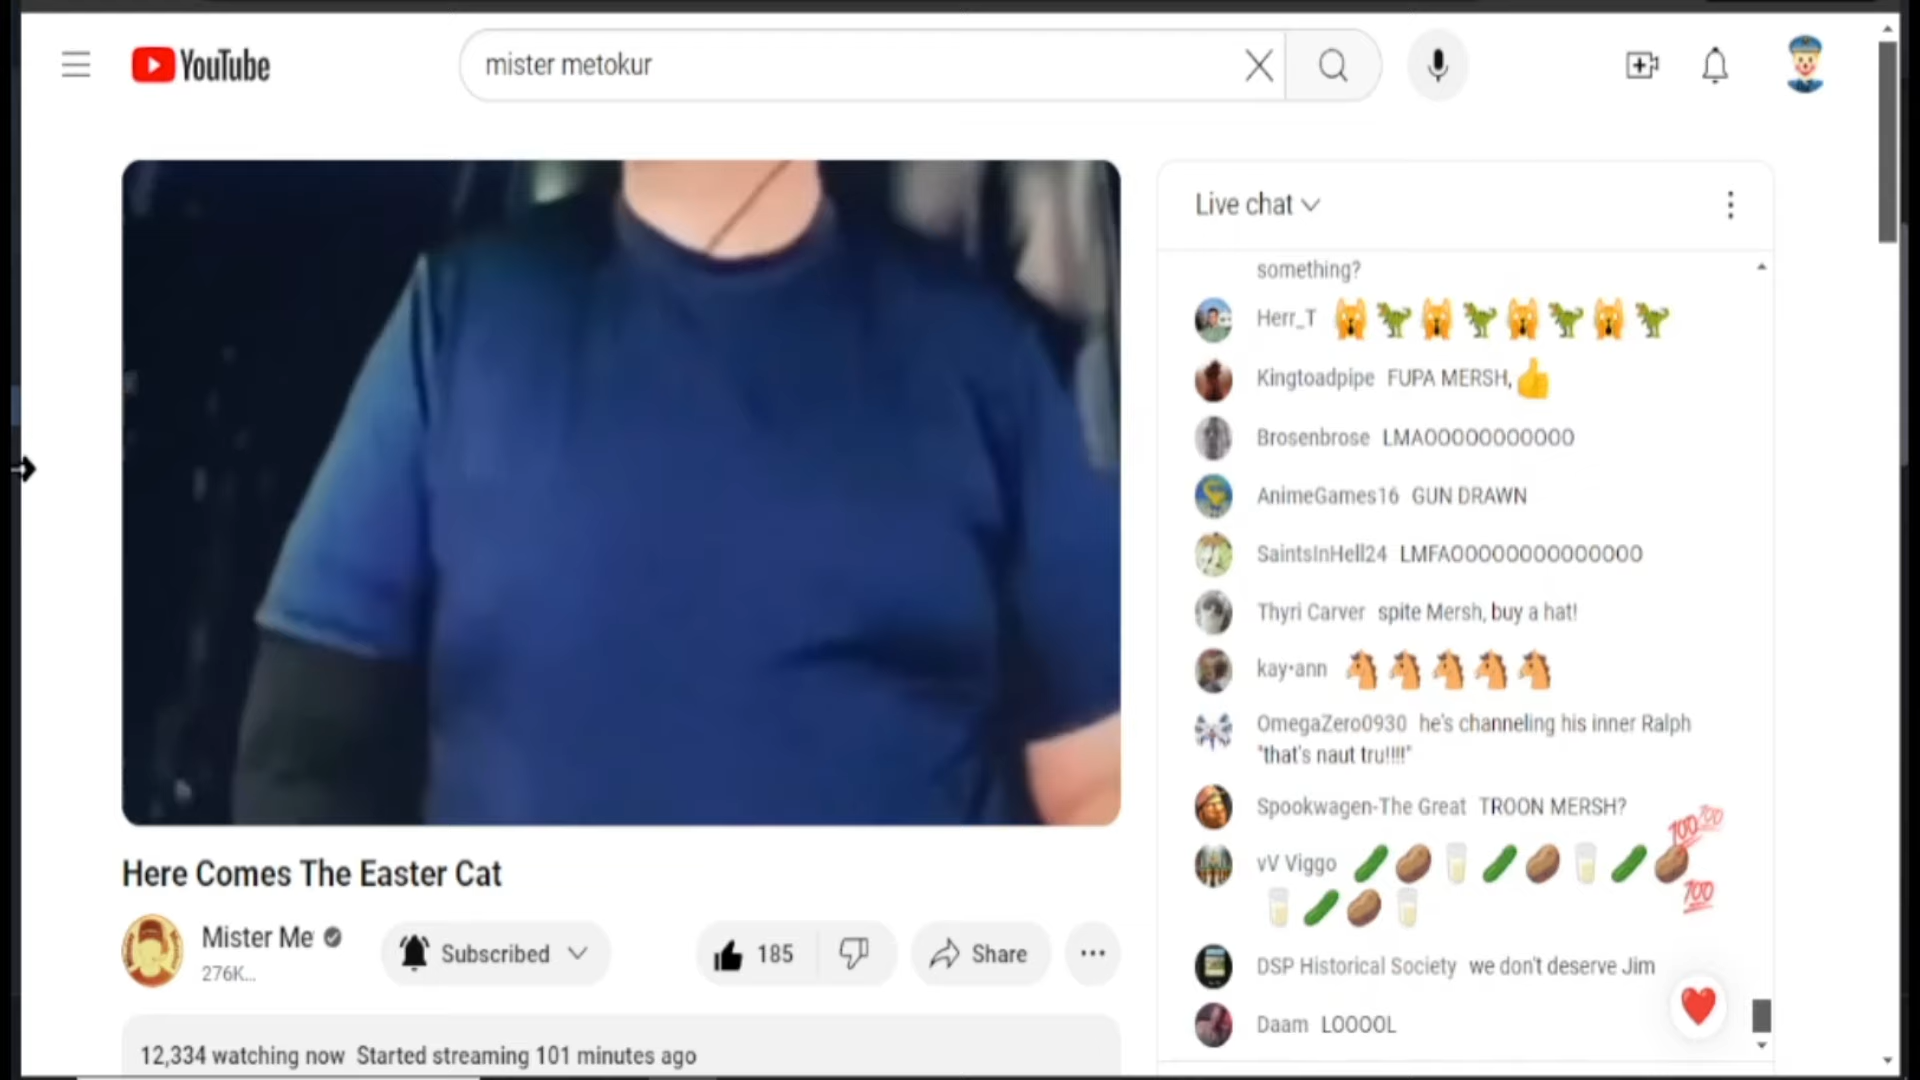 YouTube
mister metokur
Live chat
something?
Herr_T
Kingtoadpipe FUPA MERSH,
Brosenbrose LMAOOOOOOOOOOO
AnimeGames16 GUN DRAWN
SaintsInHell24 LMFAOOOOOOOOOOOOOO
Thyri Carver spite Mersh, buy a hat!
kay•ann
OmegaZero0930 he's channeling his inner Ralph
"that's naut tru!!!!"
Spookwagen-The Great TROON MERSH?
vV Viggo
DSP Historical Society we don't deserve Jim
Daam LOOOOL
Here Comes The Easter Cat
Mister Me
276K...
Subscribed
185
Share
12,334 watching now Started streaming 101 minutes ago